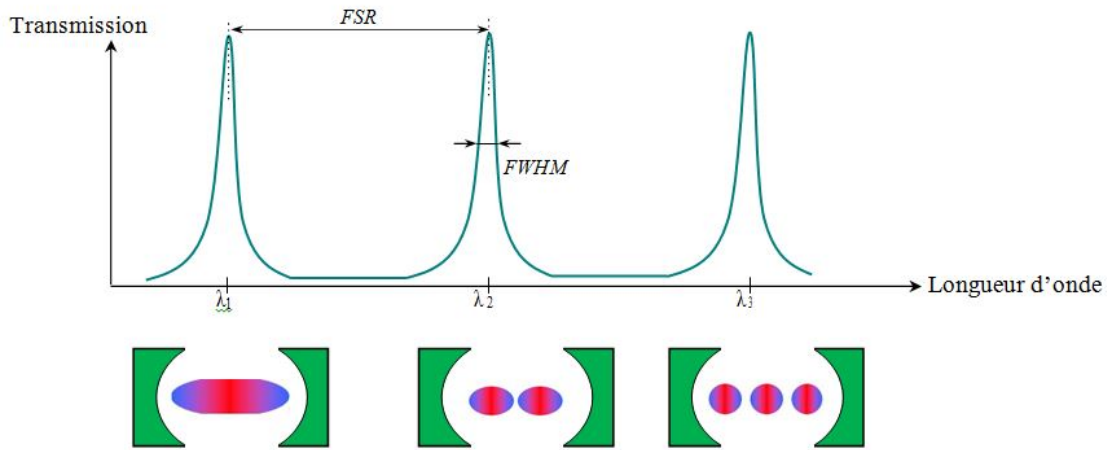 Transmission
FSR
FWHM
λ1
λ2
λ3
Longueur d’onde